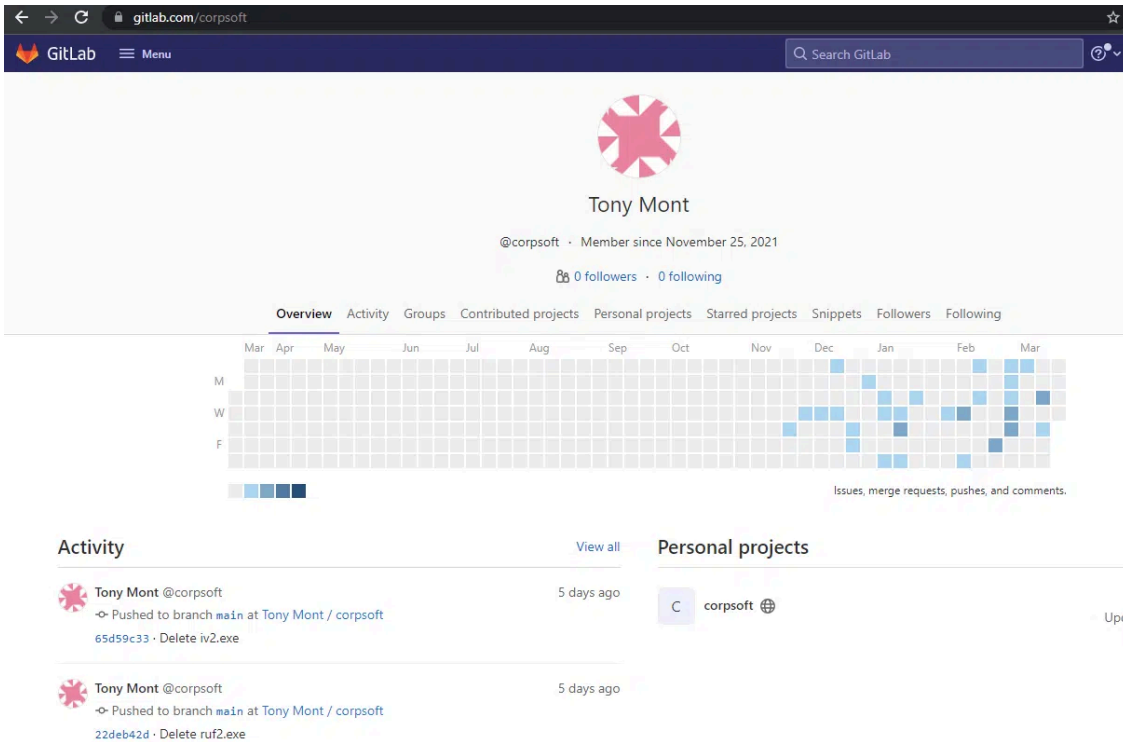 gitlab.com/corpsoft
GitLab Menu Search GitLab
Tony Mont
@corpsoft · Member since November 25, 2021
0 followers · 0 following
Overview Activity Groups Contributed projects Personal projects Starred projects Snippets Followers Following
Mar Apr May Jun Jul Aug Sep Oct Nov Dec Jan Feb Mar
M
W
F
Issues, merge requests, pushes, and comments.
Activity View all
Tony Mont @corpsoft 5 days ago
Pushed to branch main at Tony Mont / corpsoft
65d59c33 · Delete iv2.exe
Tony Mont @corpsoft 5 days ago
Pushed to branch main at Tony Mont / corpsoft
22deb42d · Delete ruf2.exe
Personal projects
C corpsoft